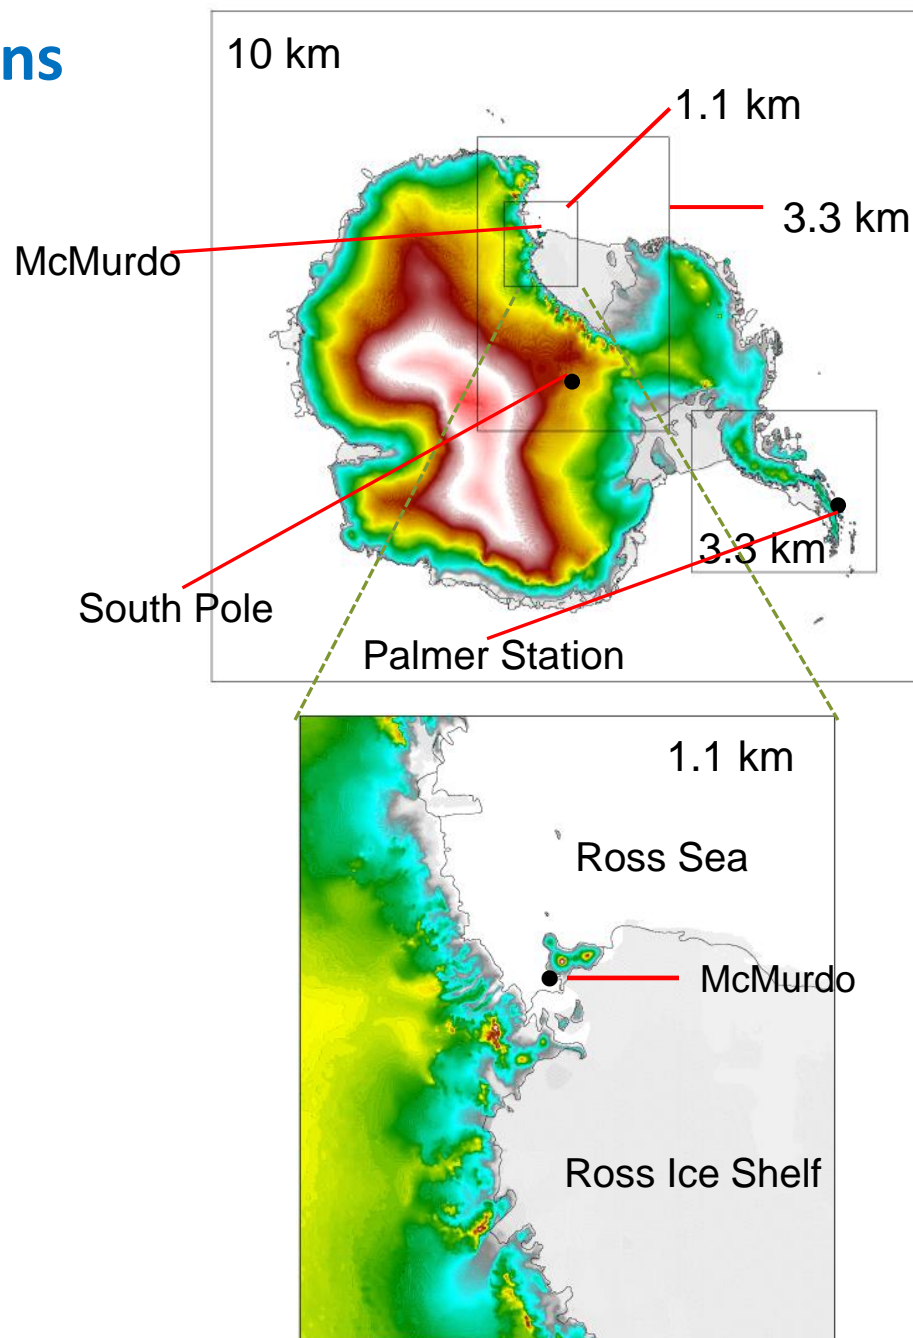 ns
10 km
1.1 km
3.3 km
McMurdo
3.3 km
South Pole
Palmer Station
1.1 km
Ross Sea
McMurdo
Ross Ice Shelf